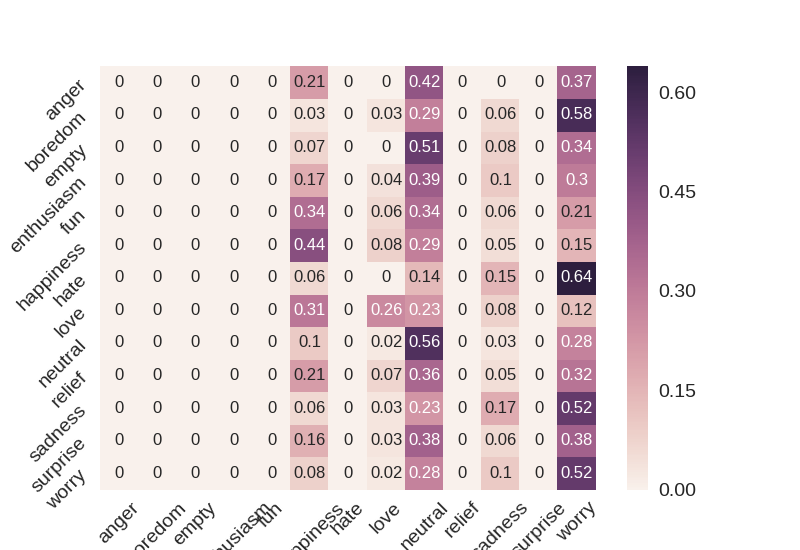 anger 0 0 0 0 0 0.21 0 0 0.42 0 0 0 0.37
boredom 0 0 0 0 0 0.03 0 0.03 0.29 0 0.06 0 0.58
empty 0 0 0 0 0 0.07 0 0 0.51 0 0.08 0 0.34
enthusiasm 0 0 0 0 0 0.17 0 0.04 0.39 0 0.1 0 0.3
fun 0 0 0 0 0 0.34 0 0.06 0.34 0 0.06 0 0.21
happiness 0 0 0 0 0 0.44 0 0.08 0.29 0 0.05 0 0.15
hate 0 0 0 0 0 0.06 0 0 0.14 0 0.15 0 0.64
love 0 0 0 0 0 0.31 0 0.26 0.23 0 0.08 0 0.12
neutral 0 0 0 0 0 0.1 0 0.02 0.56 0 0.03 0 0.28
relief 0 0 0 0 0 0.21 0 0.07 0.36 0 0.05 0 0.32
sadness 0 0 0 0 0 0.06 0 0.03 0.23 0 0.17 0 0.52
surprise 0 0 0 0 0 0.16 0 0.03 0.38 0 0.06 0 0.38
worry 0 0 0 0 0 0.08 0 0.02 0.28 0 0.1 0 0.52
anger oredom empty husiasm fun ppiness hate love neutral relief sadness surprise worry
0.60
0.45
0.30
0.15
0.00